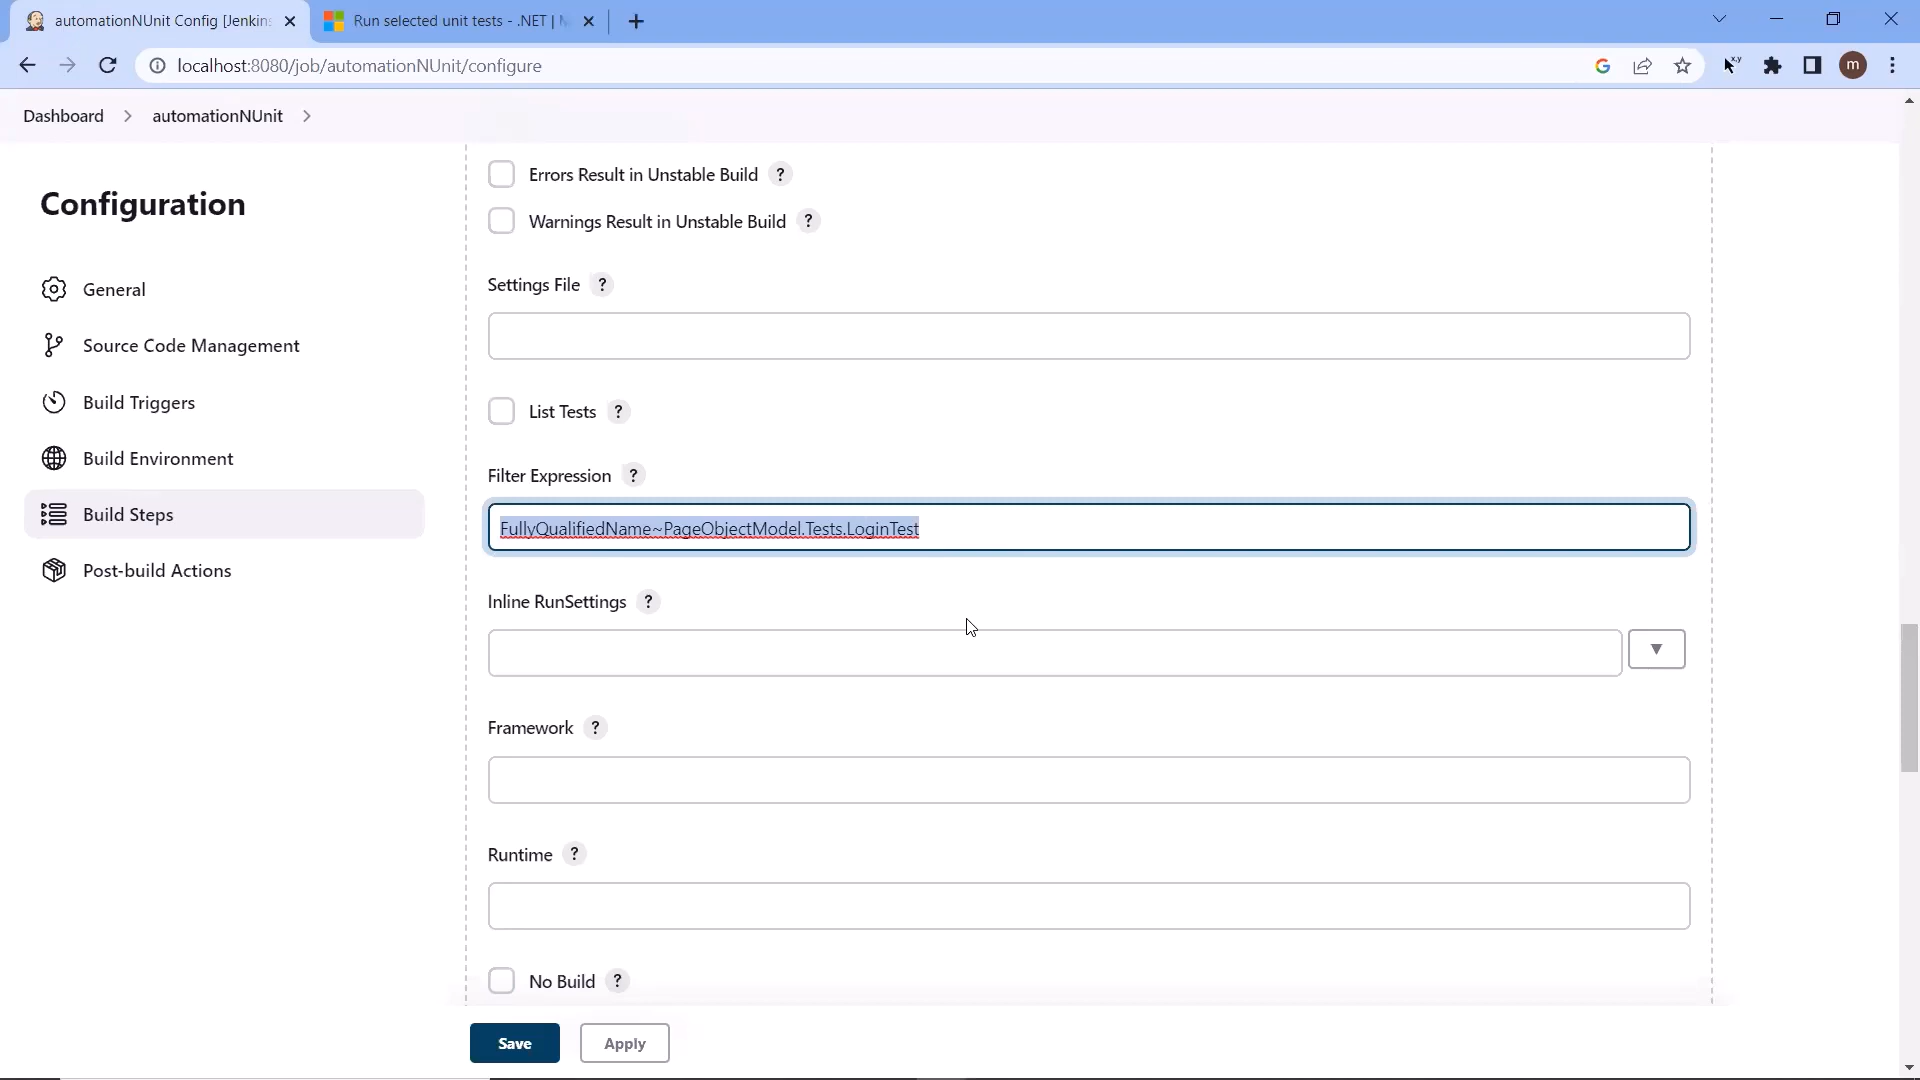 automationNUnit Config [Jenkins
Run selected unit tests - .NET |
localhost:8080/job/automationNUnit/configure
m
Dashboard > automationNUnit >
Configuration
General
Source Code Management
Build Triggers
Build Environment
Build Steps
Post-build Actions
Errors Result in Unstable Build ?
Warnings Result in Unstable Build ?
Settings File ?
List Tests ?
Filter Expression ?
FullyQualifiedName~PageObjectModel.Tests.LoginTest
Inline RunSettings ?
Framework ?
Runtime ?
No Build ?
Save
Apply